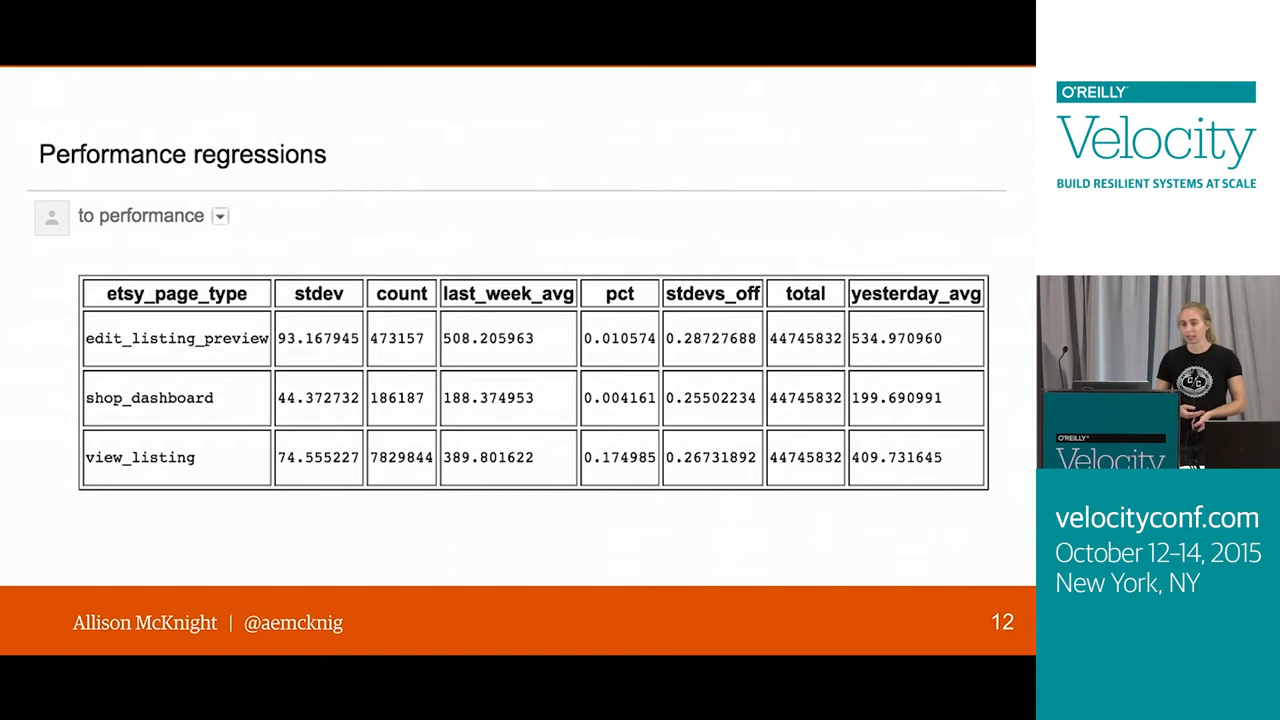 Performance regressions
to performance
etsy_page_type stdev count last_week_avg pct stdevs_off total yesterday_avg
edit_listing_preview 93.167945 473157 508.205963 0.010574 0.28727688 44745832 534.970960
shop_dashboard 44.372732 186187 188.374953 0.004161 0.25502234 44745832 199.690991
view_listing 74.555227 7829844 389.801622 0.174985 0.26731892 44745832 409.731645
Allison McKnight | @aemcknig
12
O'REILLY
Velocity
BUILD RESILIENT SYSTEMS AT SCALE
O'REILLY
Velocity
velocityconf.com
October 12–14, 2015
New York, NY